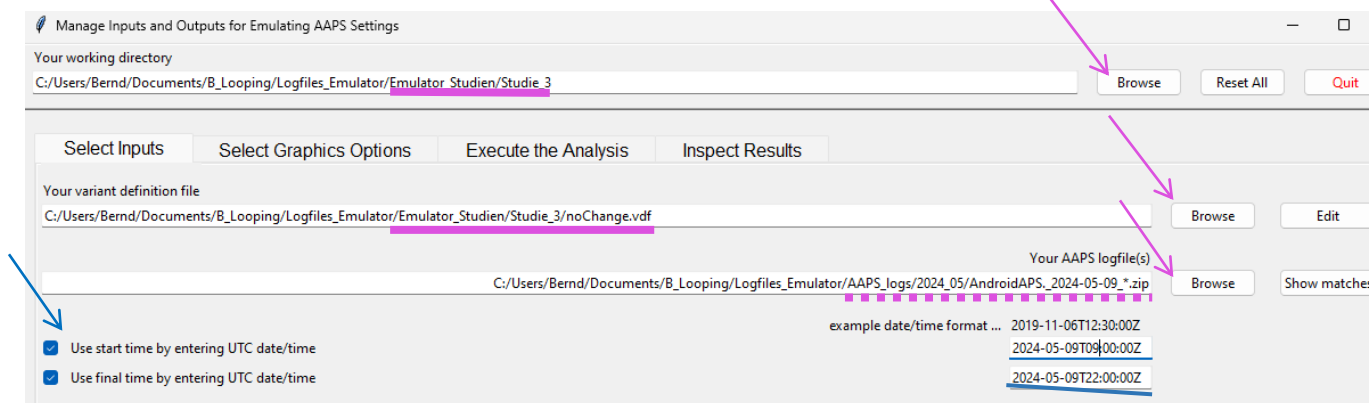 Manage Inputs and Outputs for Emulating AAPS Settings
Your working directory
C:/Users/Bernd/Documents/B_Looping/Logfiles_Emulator/Emulator_Studien/Studie_3 Browse Reset All Quit
Select Inputs Select Graphics Options Execute the Analysis Inspect Results
Your variant definition file
C:/Users/Bernd/Documents/B_Looping/Logfiles_Emulator/Emulator_Studien/Studie_3/noChange.vdf Browse Edit
Your AAPS logfile(s)
C:/Users/Bernd/Documents/B_Looping/Logfiles_Emulator/AAPS_logs/2024_05/AndroidAPS._2024-05-09_*.zip Browse Show matches
example date/time format ... 2019-11-06T12:30:00Z
Use start time by entering UTC date/time 2024-05-09T09:00:00Z
Use final time by entering UTC date/time 2024-05-09T22:00:00Z